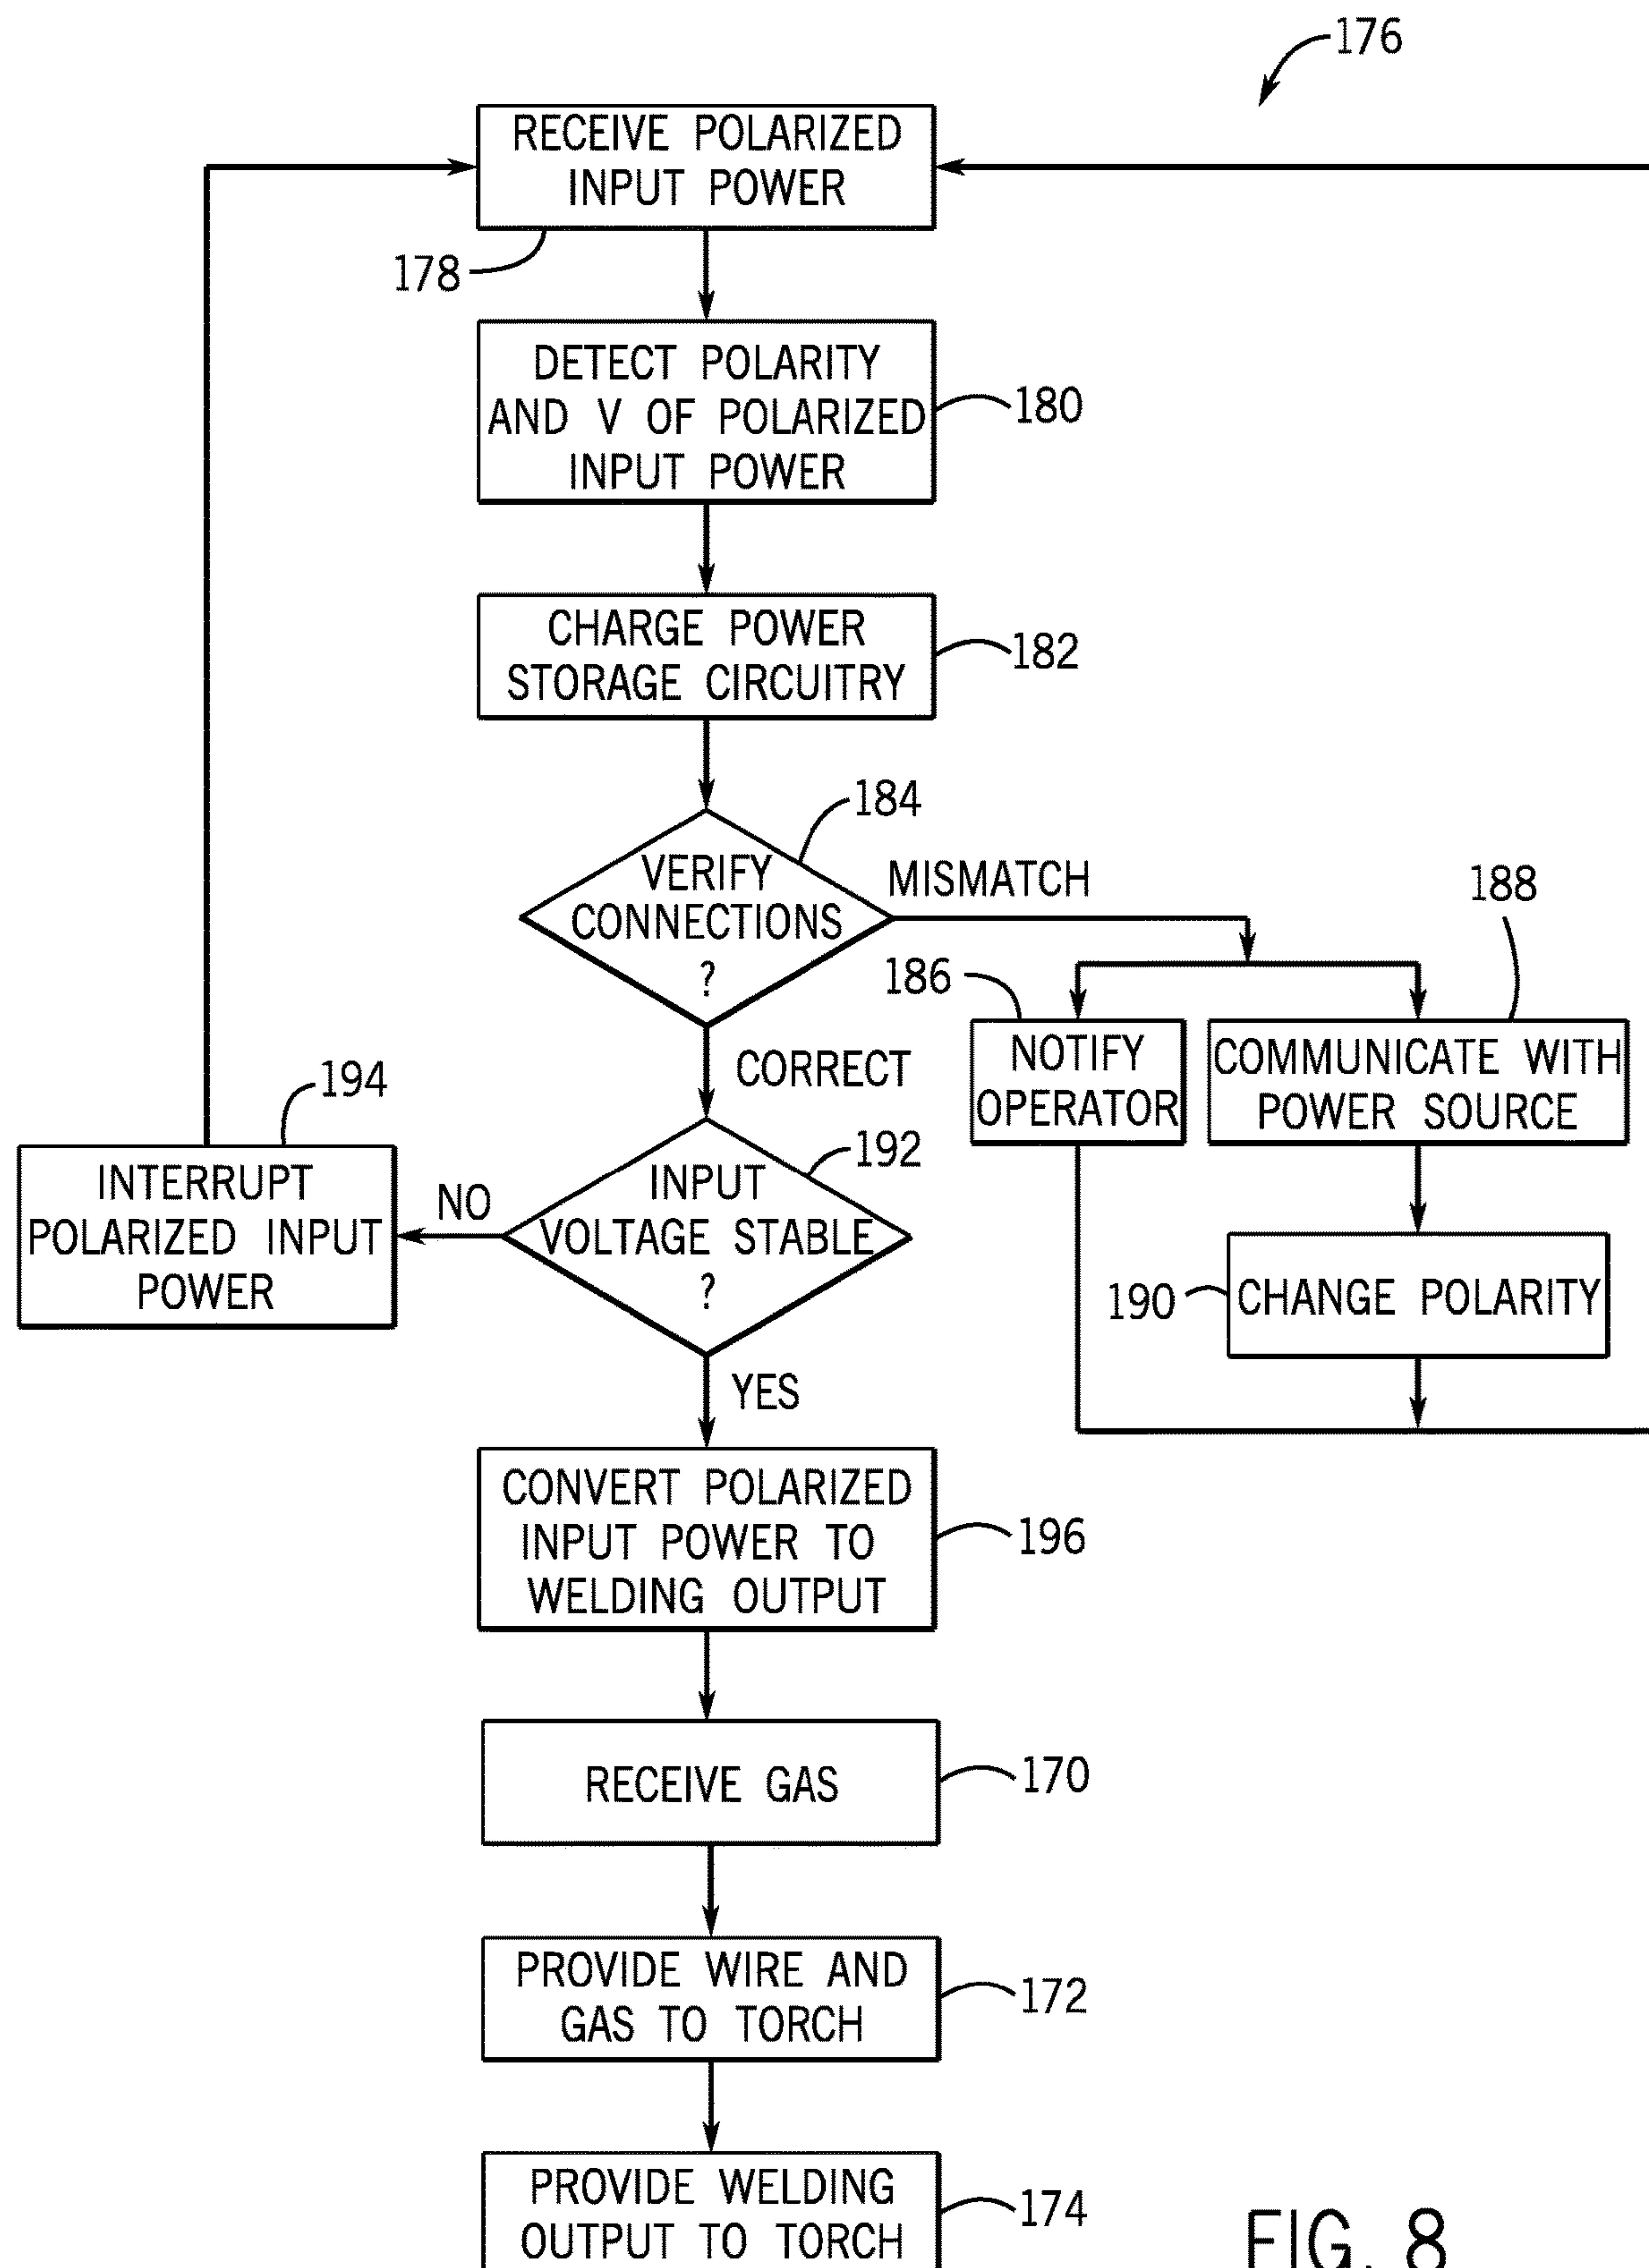 176
RECEIVE POLARIZED
INPUT POWER
178
DETECT POLARITY
AND V OF POLARIZED
INPUT POWER
180
CHARGE POWER
STORAGE CIRCUITRY
182
184
VERIFY
CONNECTIONS
?
MISMATCH
188
186
NOTIFY
OPERATOR
COMMUNICATE WITH
POWER SOURCE
CORRECT
194
192
INTERRUPT
POLARIZED INPUT
POWER
NO
INPUT
VOLTAGE STABLE
?
190
CHANGE POLARITY
YES
CONVERT POLARIZED
INPUT POWER TO
WELDING OUTPUT
196
RECEIVE GAS
170
PROVIDE WIRE AND
GAS TO TORCH
172
PROVIDE WELDING
OUTPUT TO TORCH
174
FIG. 8